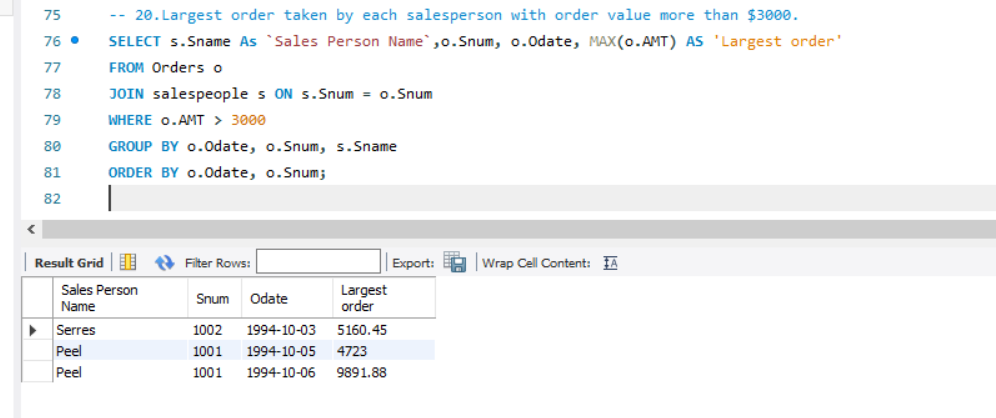 75 -- 20.Largest order taken by each salesperson with order value more than $3000.
76 SELECT s.Sname As `Sales Person Name`,o.Snum, o.Odate, MAX(o.AMT) AS 'Largest order'
77 FROM Orders o
78 JOIN salespeople s ON s.Snum = o.Snum
79 WHERE o.AMT > 3000
80 GROUP BY o.Odate, o.Snum, s.Sname
81 ORDER BY o.Odate, o.Snum;
82
Result Grid Filter Rows: Export: Wrap Cell Content: IA
Sales Person Name Snum Odate Largest order
Serres 1002 1994-10-03 5160.45
Peel 1001 1994-10-05 4723
Peel 1001 1994-10-06 9891.88